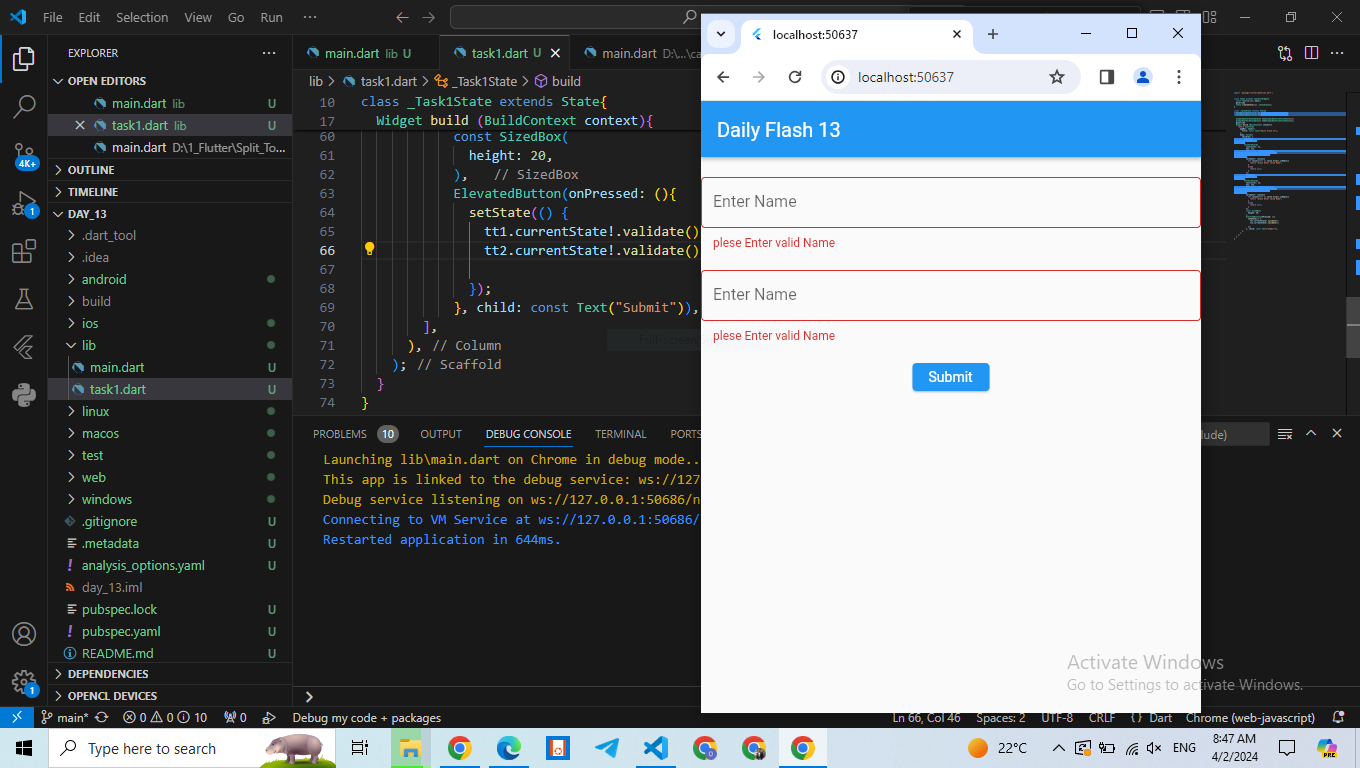 File Edit Selection View Go Run ···
EXPLORER ···
OPEN EDITORS
main.dart lib U
task1.dart lib U
main.dart D:\1_Flutter\Split_To...
OUTLINE
TIMELINE
DAY_13
.dart_tool
.idea
android
build
ios
lib
main.dart U
task1.dart U
linux
macos
test
web
windows
.gitignore U
.metadata U
analysis_options.yaml U
day_13.iml
pubspec.lock U
pubspec.yaml U
README.md U
DEPENDENCIES
OPENCL DEVICES
4K+
1
1
main.dart lib U
task1.dart U
main.dart D:\...\ca
lib > task1.dart > _Task1State > build
10 class _Task1State extends State{
17 Widget build (BuildContext context){
60 const SizedBox(
61 height: 20,
62 ), // SizedBox
63 ElevatedButton(onPressed: (){
64 setState(() {
65 tt1.currentState!.validate()
66 tt2.currentState!.validate()
67
68 });
69 }, child: const Text("Submit")),
70 ],
71 ), // Column
72 ); // Scaffold
73 }
74 }
PROBLEMS 10 OUTPUT DEBUG CONSOLE TERMINAL PORTS
lude)
Launching lib\main.dart on Chrome in debug mode..
This app is linked to the debug service: ws://127
Debug service listening on ws://127.0.0.1:50686/n
Connecting to VM Service at ws://127.0.0.1:50686/
Restarted application in 644ms.
localhost:50637
localhost:50637
Daily Flash 13
Enter Name
plese Enter valid Name
Enter Name
plese Enter valid Name
Submit
Activate Windows
Go to Settings to activate Windows.
main* 0 0 10 0 Debug my code + packages
Ln 66, Col 46 Spaces: 2 UTF-8 CRLF { } Dart Chrome (web-javascript)
Type here to search
22°C
ENG
8:47 AM
4/2/2024
PRE